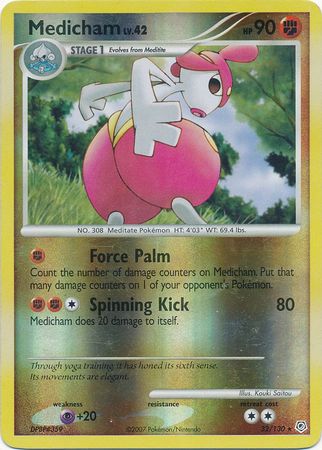 Medicham LV.42
HP 90
STAGE 1 Evolves from Meditite
NO. 308 Meditate Pokémon HT: 4'03" WT: 69.4 lbs.
Force Palm
Count the number of damage counters on Medicham. Put that
many damage counters on 1 of your opponent's Pokémon.
Spinning Kick 80
Medicham does 20 damage to itself.
Through yoga training it has honed its sixth sense.
Its movements are elegant.
Illus. Kouki Saitou
weakness resistance retreat cost
+20
DPBP#359 ©2007 Pokémon/Nintendo 32/130 ★